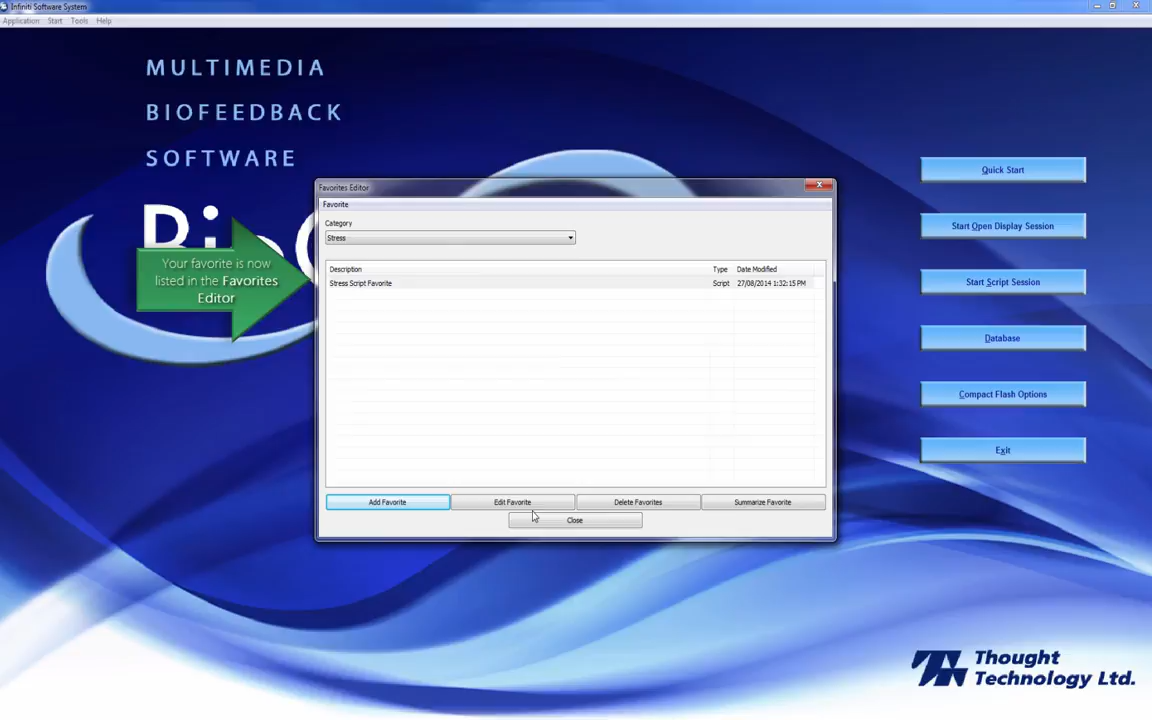 Infiniti Software System
Application Start Tools Help
MULTIMEDIA
BIOFEEDBACK
SOFTWARE
Your favorite is now
listed in the Favorites
Editor
Favorites Editor
Favorite
Category
Stress
Description Type Date Modified
Stress Script Favorite Script 27/08/2014 1:32:15 PM
Add Favorite Edit Favorite Delete Favorites Summarize Favorite
Close
Quick Start
Start Open Display Session
Start Script Session
Database
Compact Flash Options
Exit
Thought
Technology Ltd.